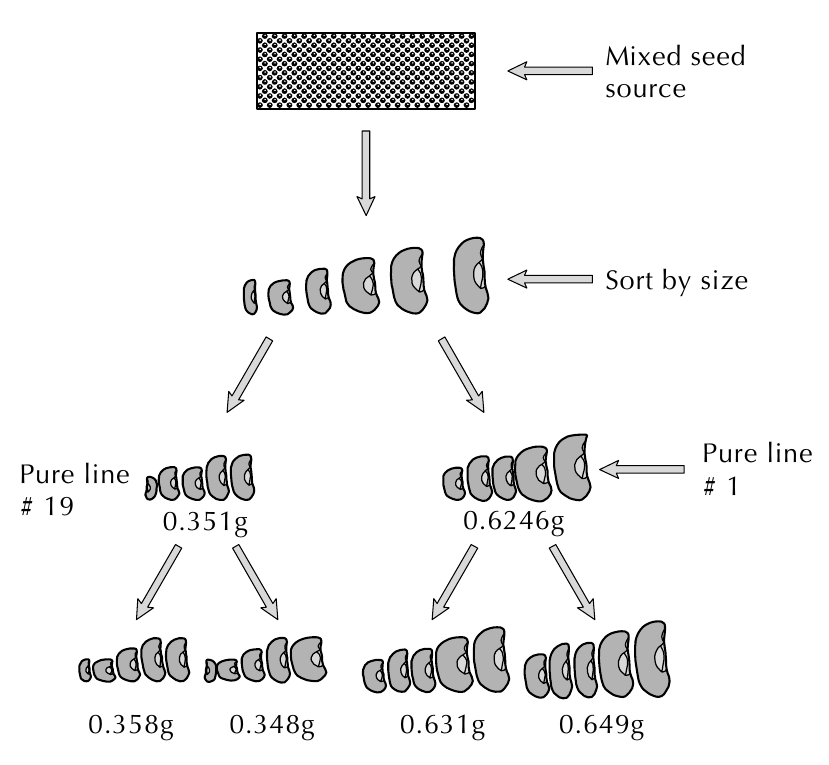 Mixed seed
source
Sort by size
Pure line
# 19
0.351g
0.6246g
Pure line
# 1
0.358g
0.348g
0.631g
0.649g